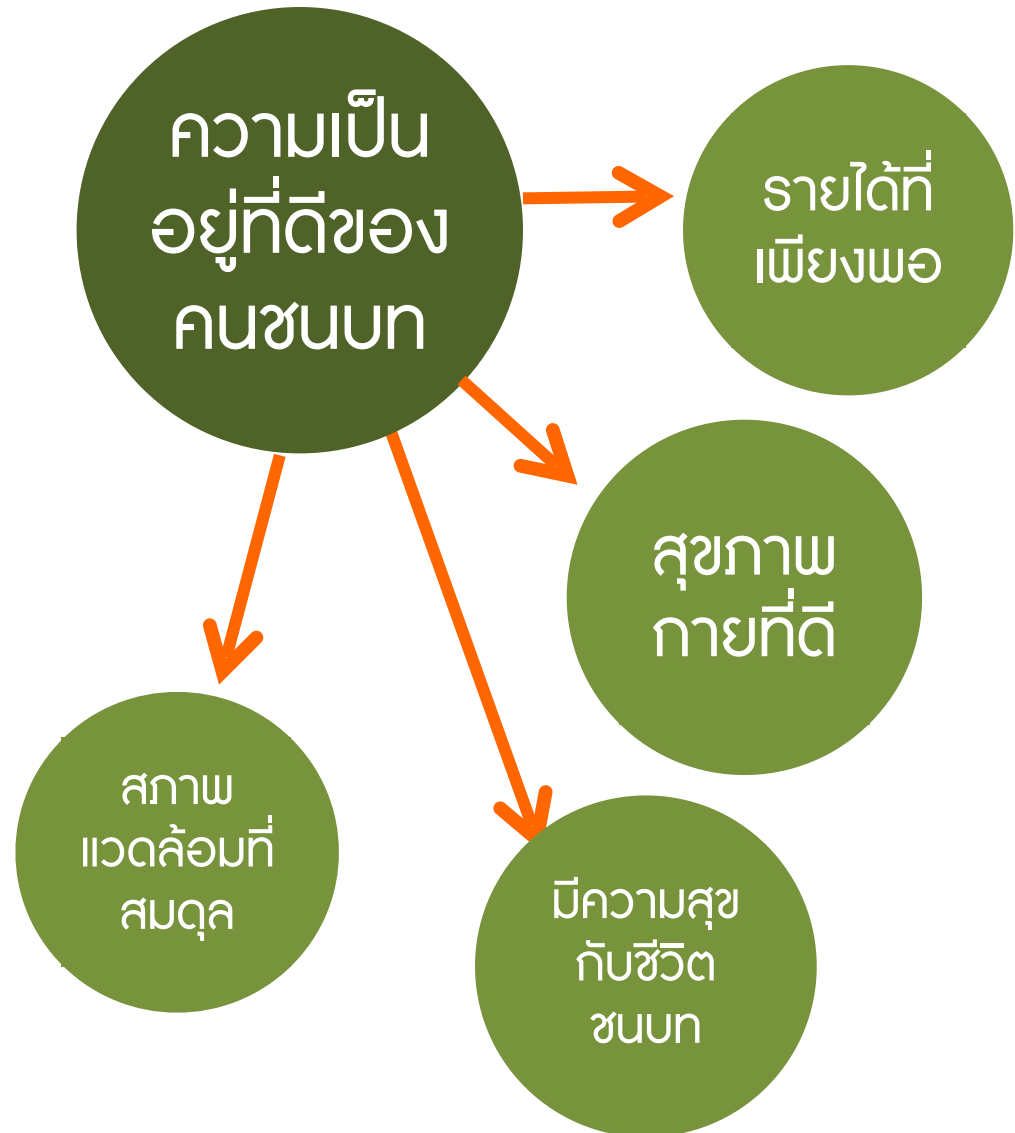 ความเป็น
อยู่ที่ดีของ
คนชนบท
รายได้ที่
เพียงพอ
สุขภาพ
กายที่ดี
สภาพ
แวดล้อมที่
สมดุล
มีความสุข
กับชีวิต
ชนบท